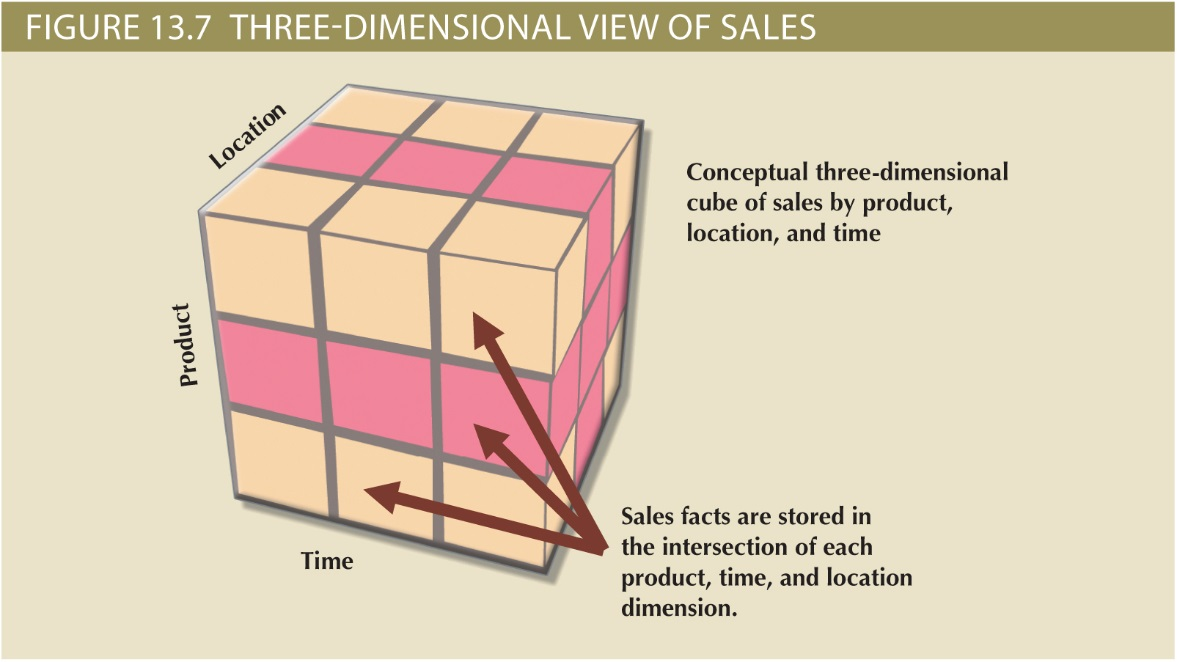 FIGURE 13.7 THREE-DIMENSIONAL VIEW OF SALES
Location
Conceptual three-dimensional
cube of sales by product,
location, and time
Product
Sales facts are stored in
the intersection of each
product, time, and location
dimension.
Time